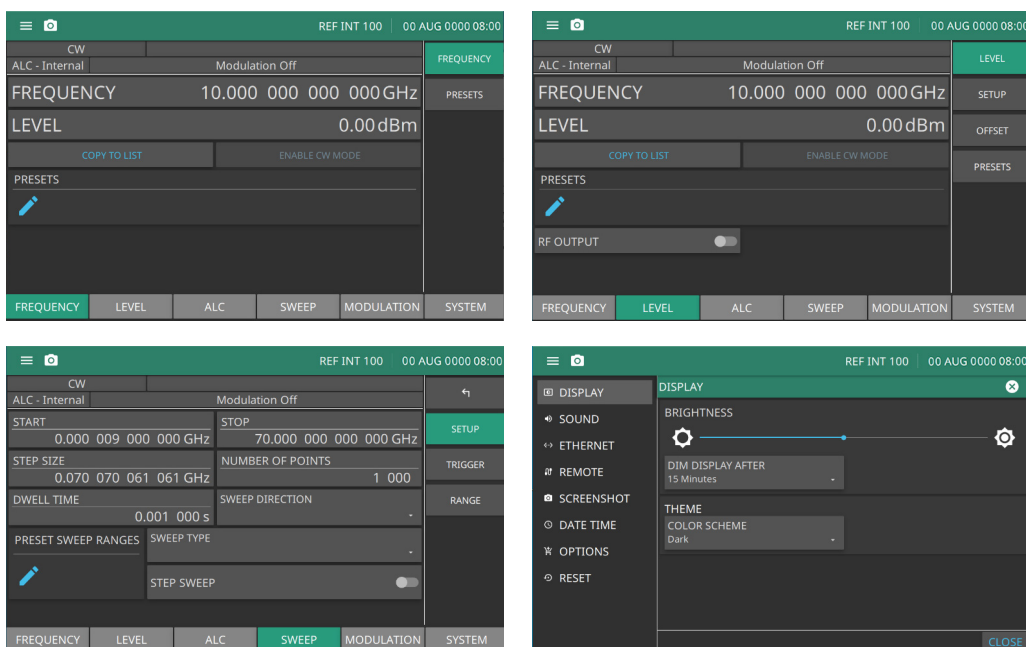 REF INT 100 00 AUG 0000 08:00
CW
ALC - Internal Modulation Off
FREQUENCY 10.000 000 000 000 GHz
LEVEL 0.00 dBm
COPY TO LIST ENABLE CW MODE
PRESETS
FREQUENCY
PRESETS
FREQUENCY LEVEL ALC SWEEP MODULATION SYSTEM
REF INT 100 00 AUG 0000 08:00
CW
ALC - Internal Modulation Off
FREQUENCY 10.000 000 000 000 GHz
LEVEL 0.00 dBm
COPY TO LIST ENABLE CW MODE
PRESETS
RF OUTPUT
LEVEL
SETUP
OFFSET
PRESETS
FREQUENCY LEVEL ALC SWEEP MODULATION SYSTEM
REF INT 100 00 AUG 0000 08:00
CW
ALC - Internal Modulation Off
START STOP
0.000 009 000 000 GHz 70.000 000 000 000 GHz
STEP SIZE NUMBER OF POINTS
0.070 070 061 061 GHz 1 000
DWELL TIME SWEEP DIRECTION
0.001 000 s
PRESET SWEEP RANGES SWEEP TYPE
STEP SWEEP
SETUP
TRIGGER
RANGE
FREQUENCY LEVEL ALC SWEEP MODULATION SYSTEM
REF INT 100 00 AUG 0000 08:00
DISPLAY
SOUND
ETHERNET
REMOTE
SCREENSHOT
DATE TIME
OPTIONS
RESET
DISPLAY
BRIGHTNESS
DIM DISPLAY AFTER
15 Minutes
THEME
COLOR SCHEME
Dark
CLOSE